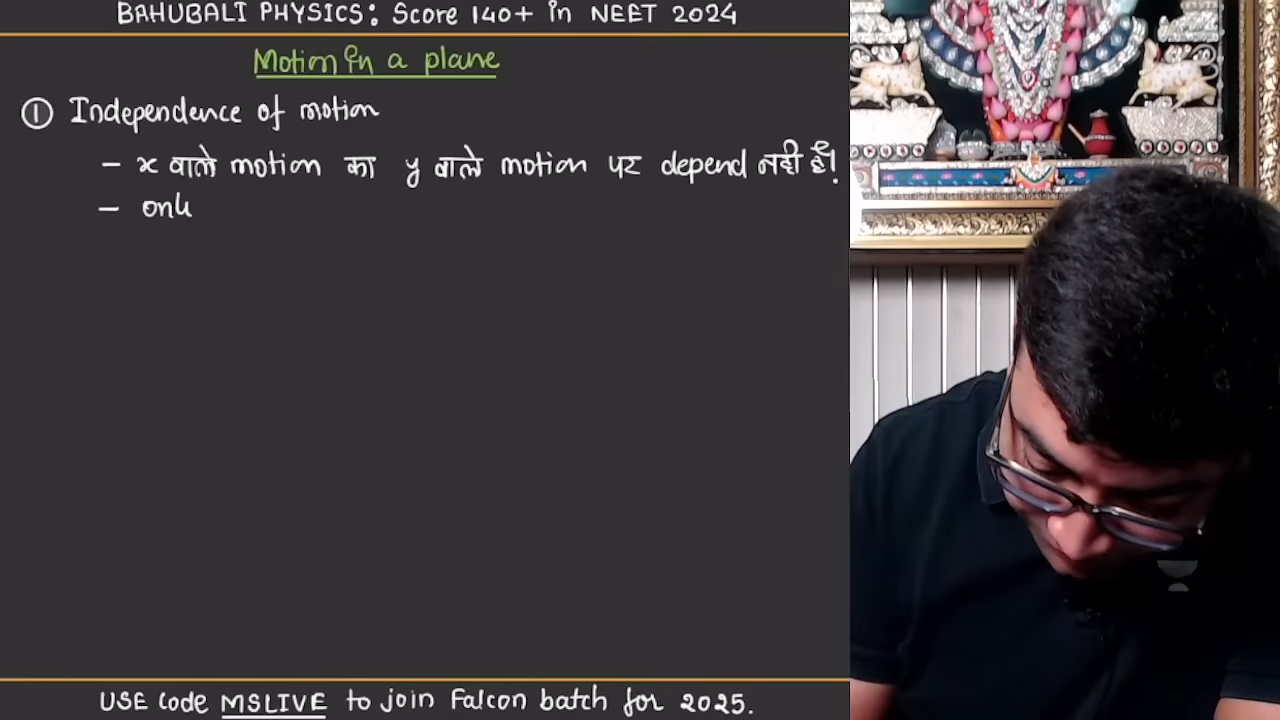 BAHUBALI PHYSICS: Score 140+ in NEET 2024
Motion in a plane
① Independence of motion
– x वाले motion का y वाले motion पर depend नही है!
– onl
USE Code MSLIVE to join Falcon batch for 2025.